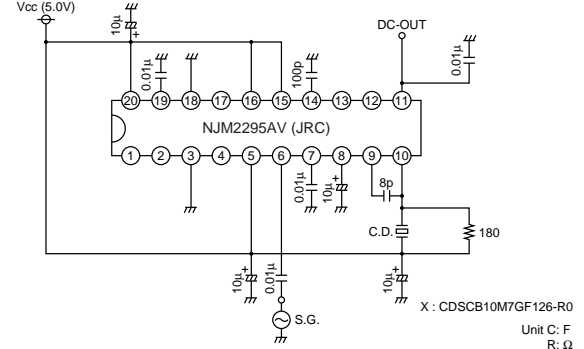 Vcc (5.0V)
10μ
+
0.01μ
100p
DC-OUT
0.01μ
20 19 18 17 16 15 14 13 12 11
NJM2295AV (JRC)
1 2 3 4 5 6 7 8 9 10
0.01μ
10μ
+
8p
C.D.
180
10μ
+
0.01μ
10μ
+
S.G.
X : CDSCB10M7GF126-R0
Unit C: F
R: Ω